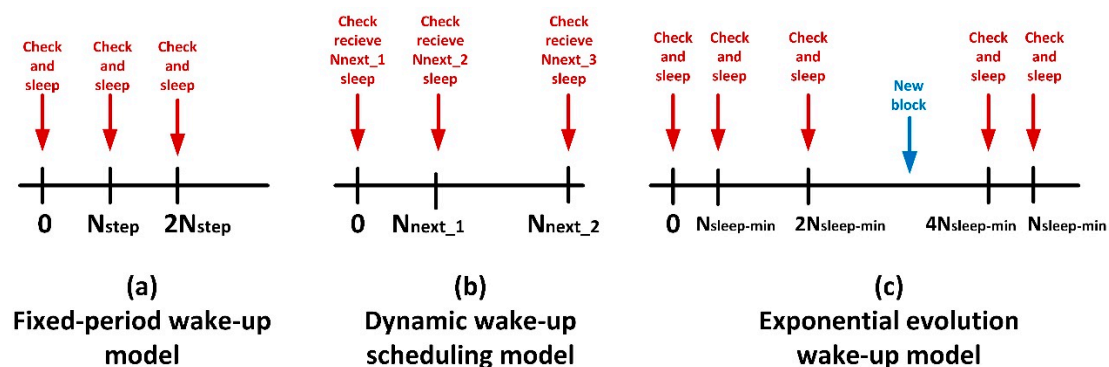 Check
and
sleep
Check
and
sleep
Check
and
sleep
0
Nstep
2Nstep
(a)
Fixed-period wake-up
model
Check
recieve
Nnext_1
sleep
Check
recieve
Nnext_2
sleep
Check
recieve
Nnext_3
sleep
0
Nnext_1
Nnext_2
(b)
Dynamic wake-up
scheduling model
Check
and
sleep
Check
and
sleep
Check
and
sleep
New
block
Check
and
sleep
Check
and
sleep
0
Nsleep-min
2Nsleep-min
4Nsleep-min
Nsleep-min
(c)
Exponential evolution
wake-up model